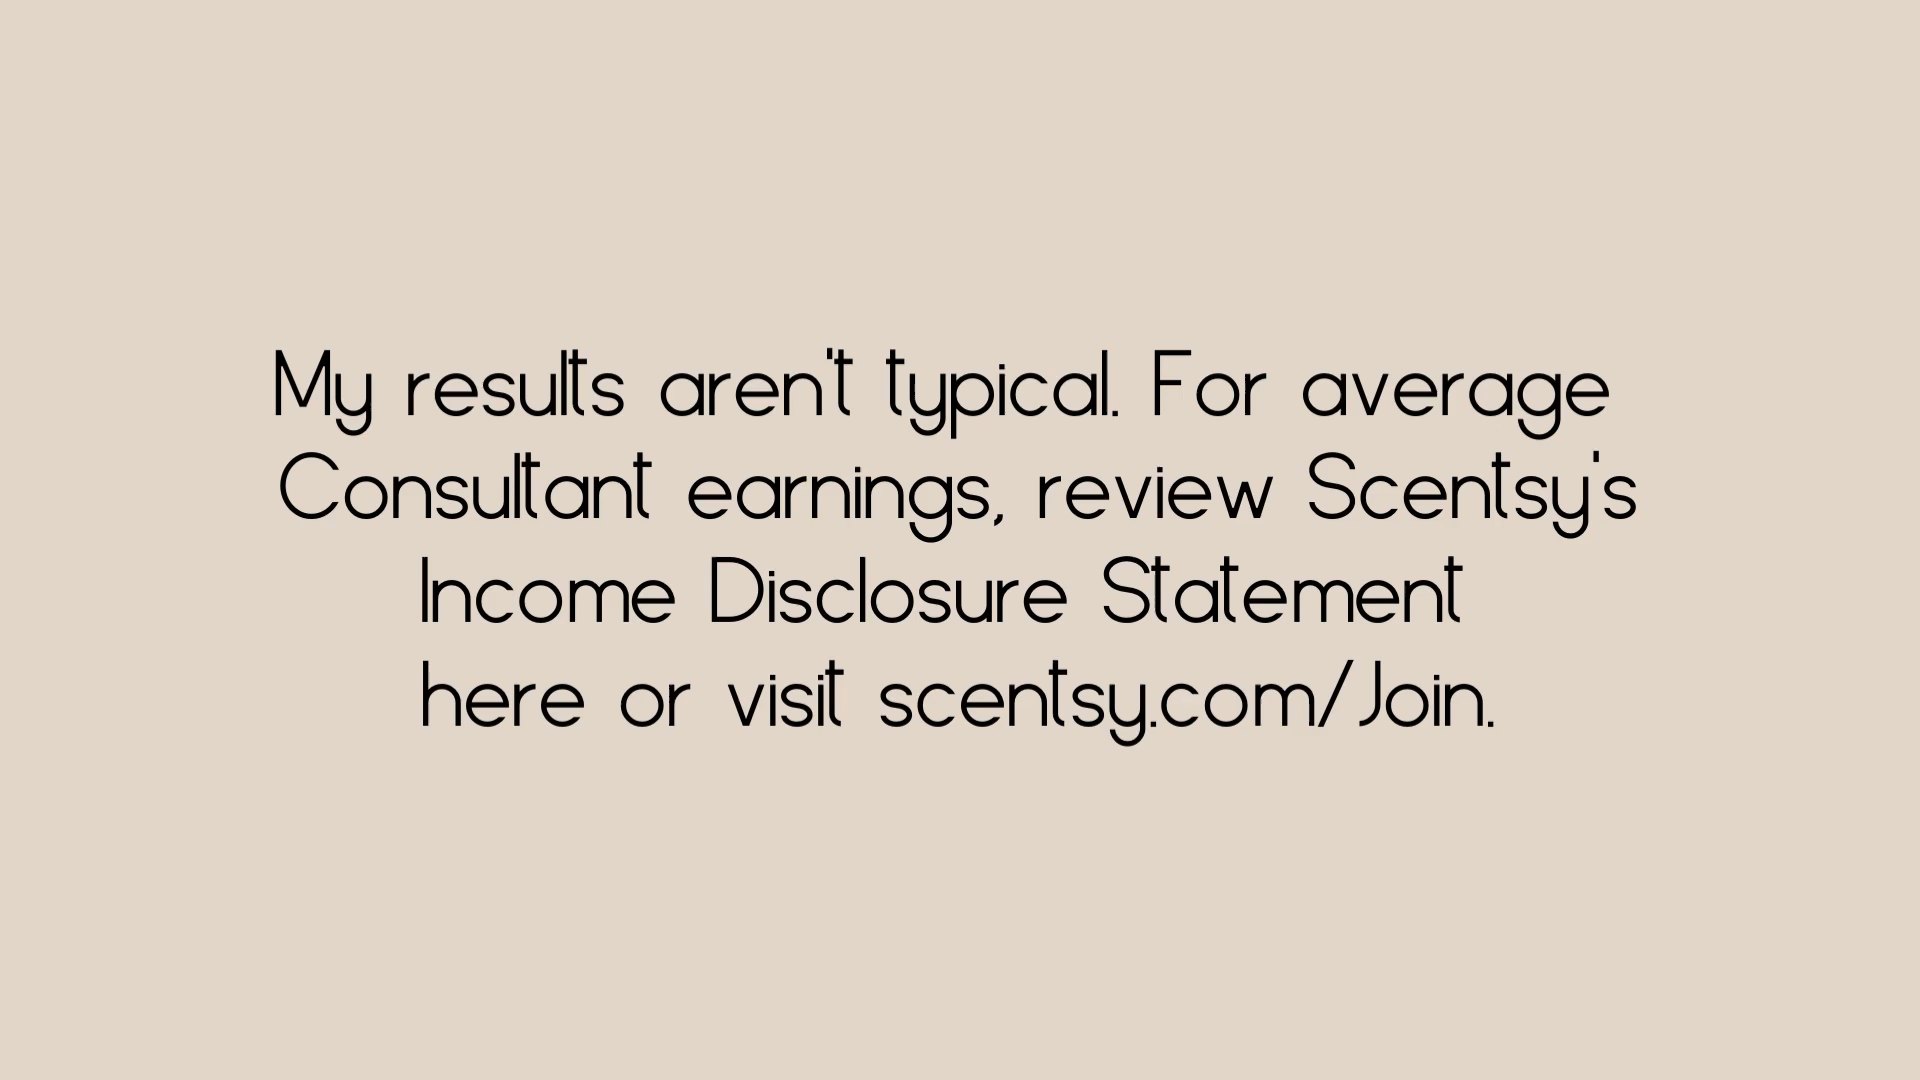 My results aren't typical. For average
Consultant earnings, review Scentsy's
Income Disclosure Statement
here or visit scentsy.com/Join.